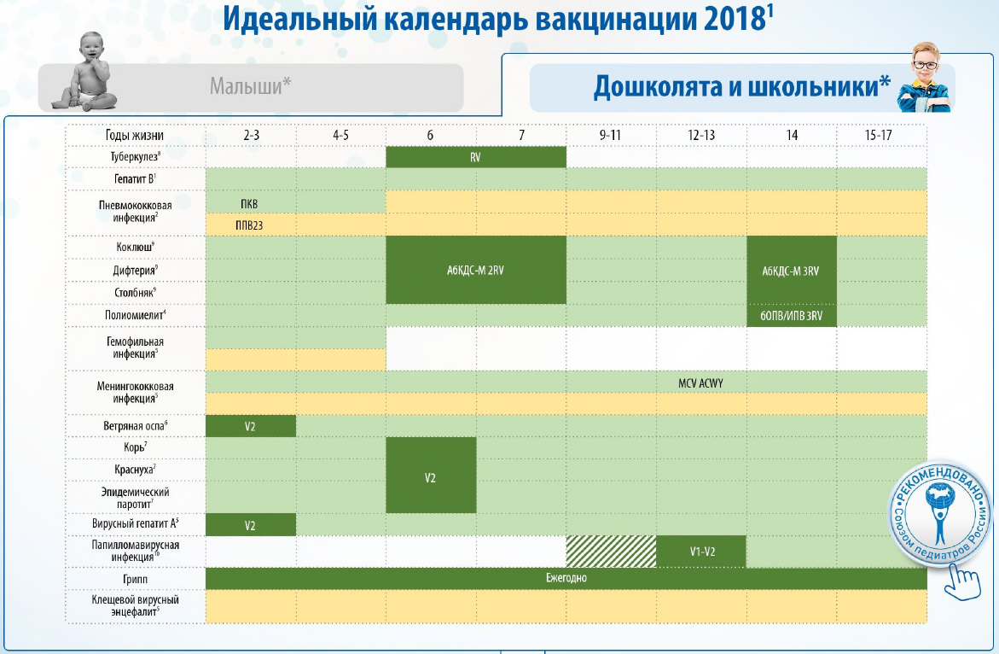 Идеальный календарь вакцинации 2018¹
Малыши*
Дошколята и школьники*
Годы жизни 2-3 4-5 6 7 9-11 12-13 14 15-17
Туберкулез⁸ RV
Гепатит В¹
Пневмококковая
инфекция²
ПКВ
ППВ23
Коклюш⁹
Дифтерия⁹ АбКДС-М 2RV АбКДС-М 3RV
Столбняк⁹
Полиомиелит⁴ бОПВ/ИПВ 3RV
Гемофильная
инфекция⁵
Менингококковая
инфекция⁵
MCV ACWY
Ветряная оспа⁶ V2
Корь⁷
Краснуха⁷ V2
Эпидемический
паротит⁷
Вирусный гепатит А⁵ V2
Папилломавирусная
инфекция¹⁰
V1-V2
Грипп Ежегодно
Клещевой вирусный
энцефалит⁵
•РЕКОМЕНДОВАНО•
Союзом педиатров России